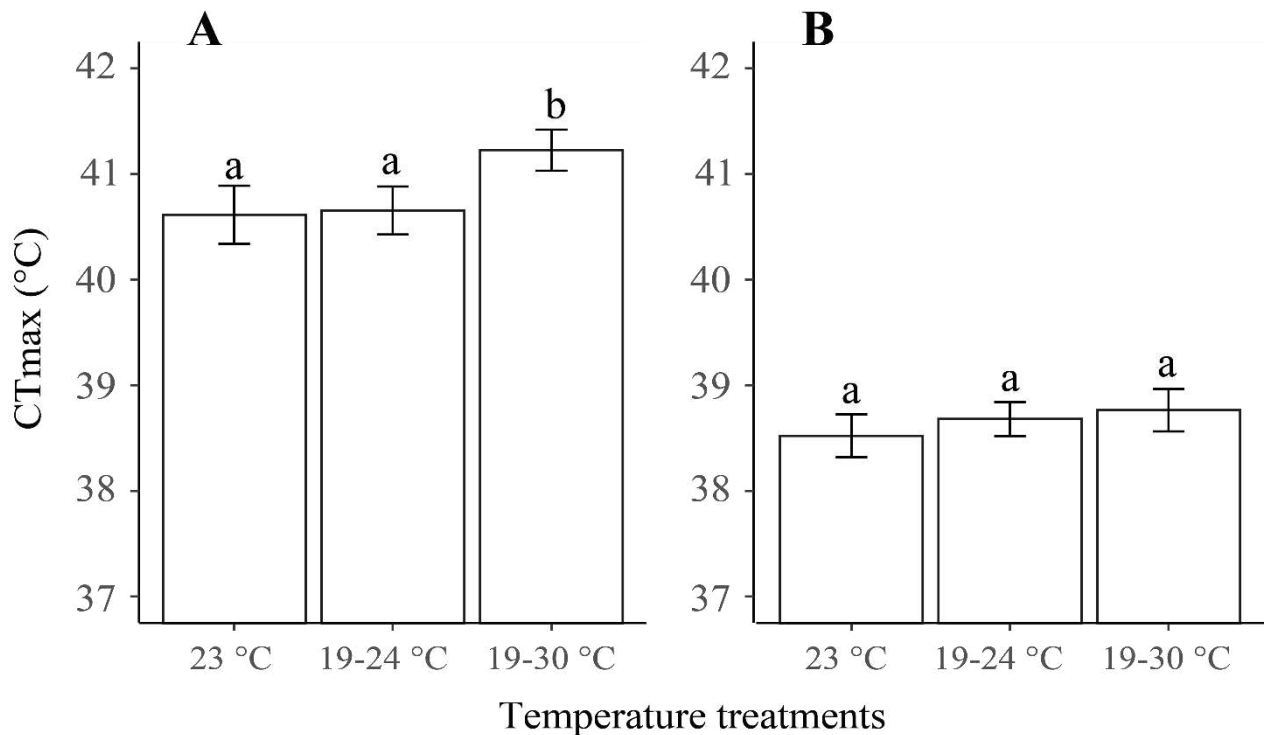 A
B
42
41
40
39
38
37
CTmax (°C)
a
a
b
23 °C
19-24 °C
19-30 °C
42
41
40
39
38
37
a
a
a
23 °C
19-24 °C
19-30 °C
Temperature treatments